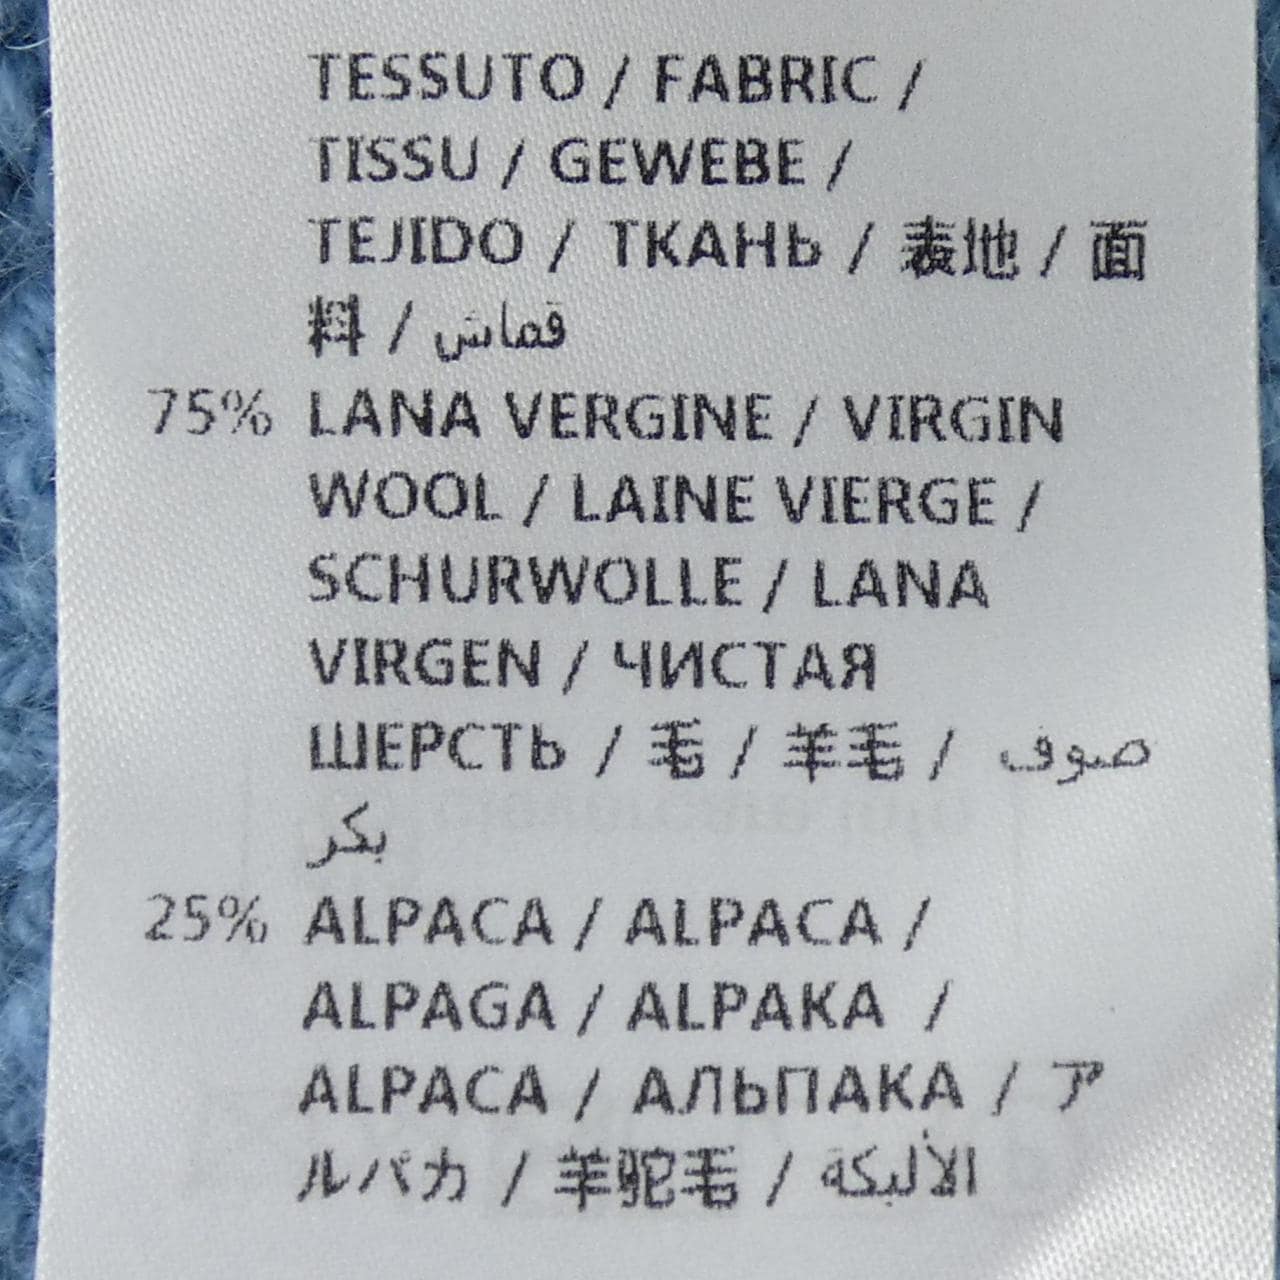 TESSUTO / FABRIC /
TISSU / GEWEBE /
TEJIDO / ТКАНЬ / 表地 / 面
料 / قماش
75% LANA VERGINE / VIRGIN
WOOL / LAINE VIERGE /
SCHURWOLLE / LANA
VIRGEN / ЧИСТАЯ
ШЕРСТЬ / 毛 / 羊毛 / صوف
بكر
25% ALPACA / ALPACA /
ALPAGA / ALPAKA /
ALPACA / АЛЬПАКА / ア
ルパカ / 羊驼毛 / الألبكة